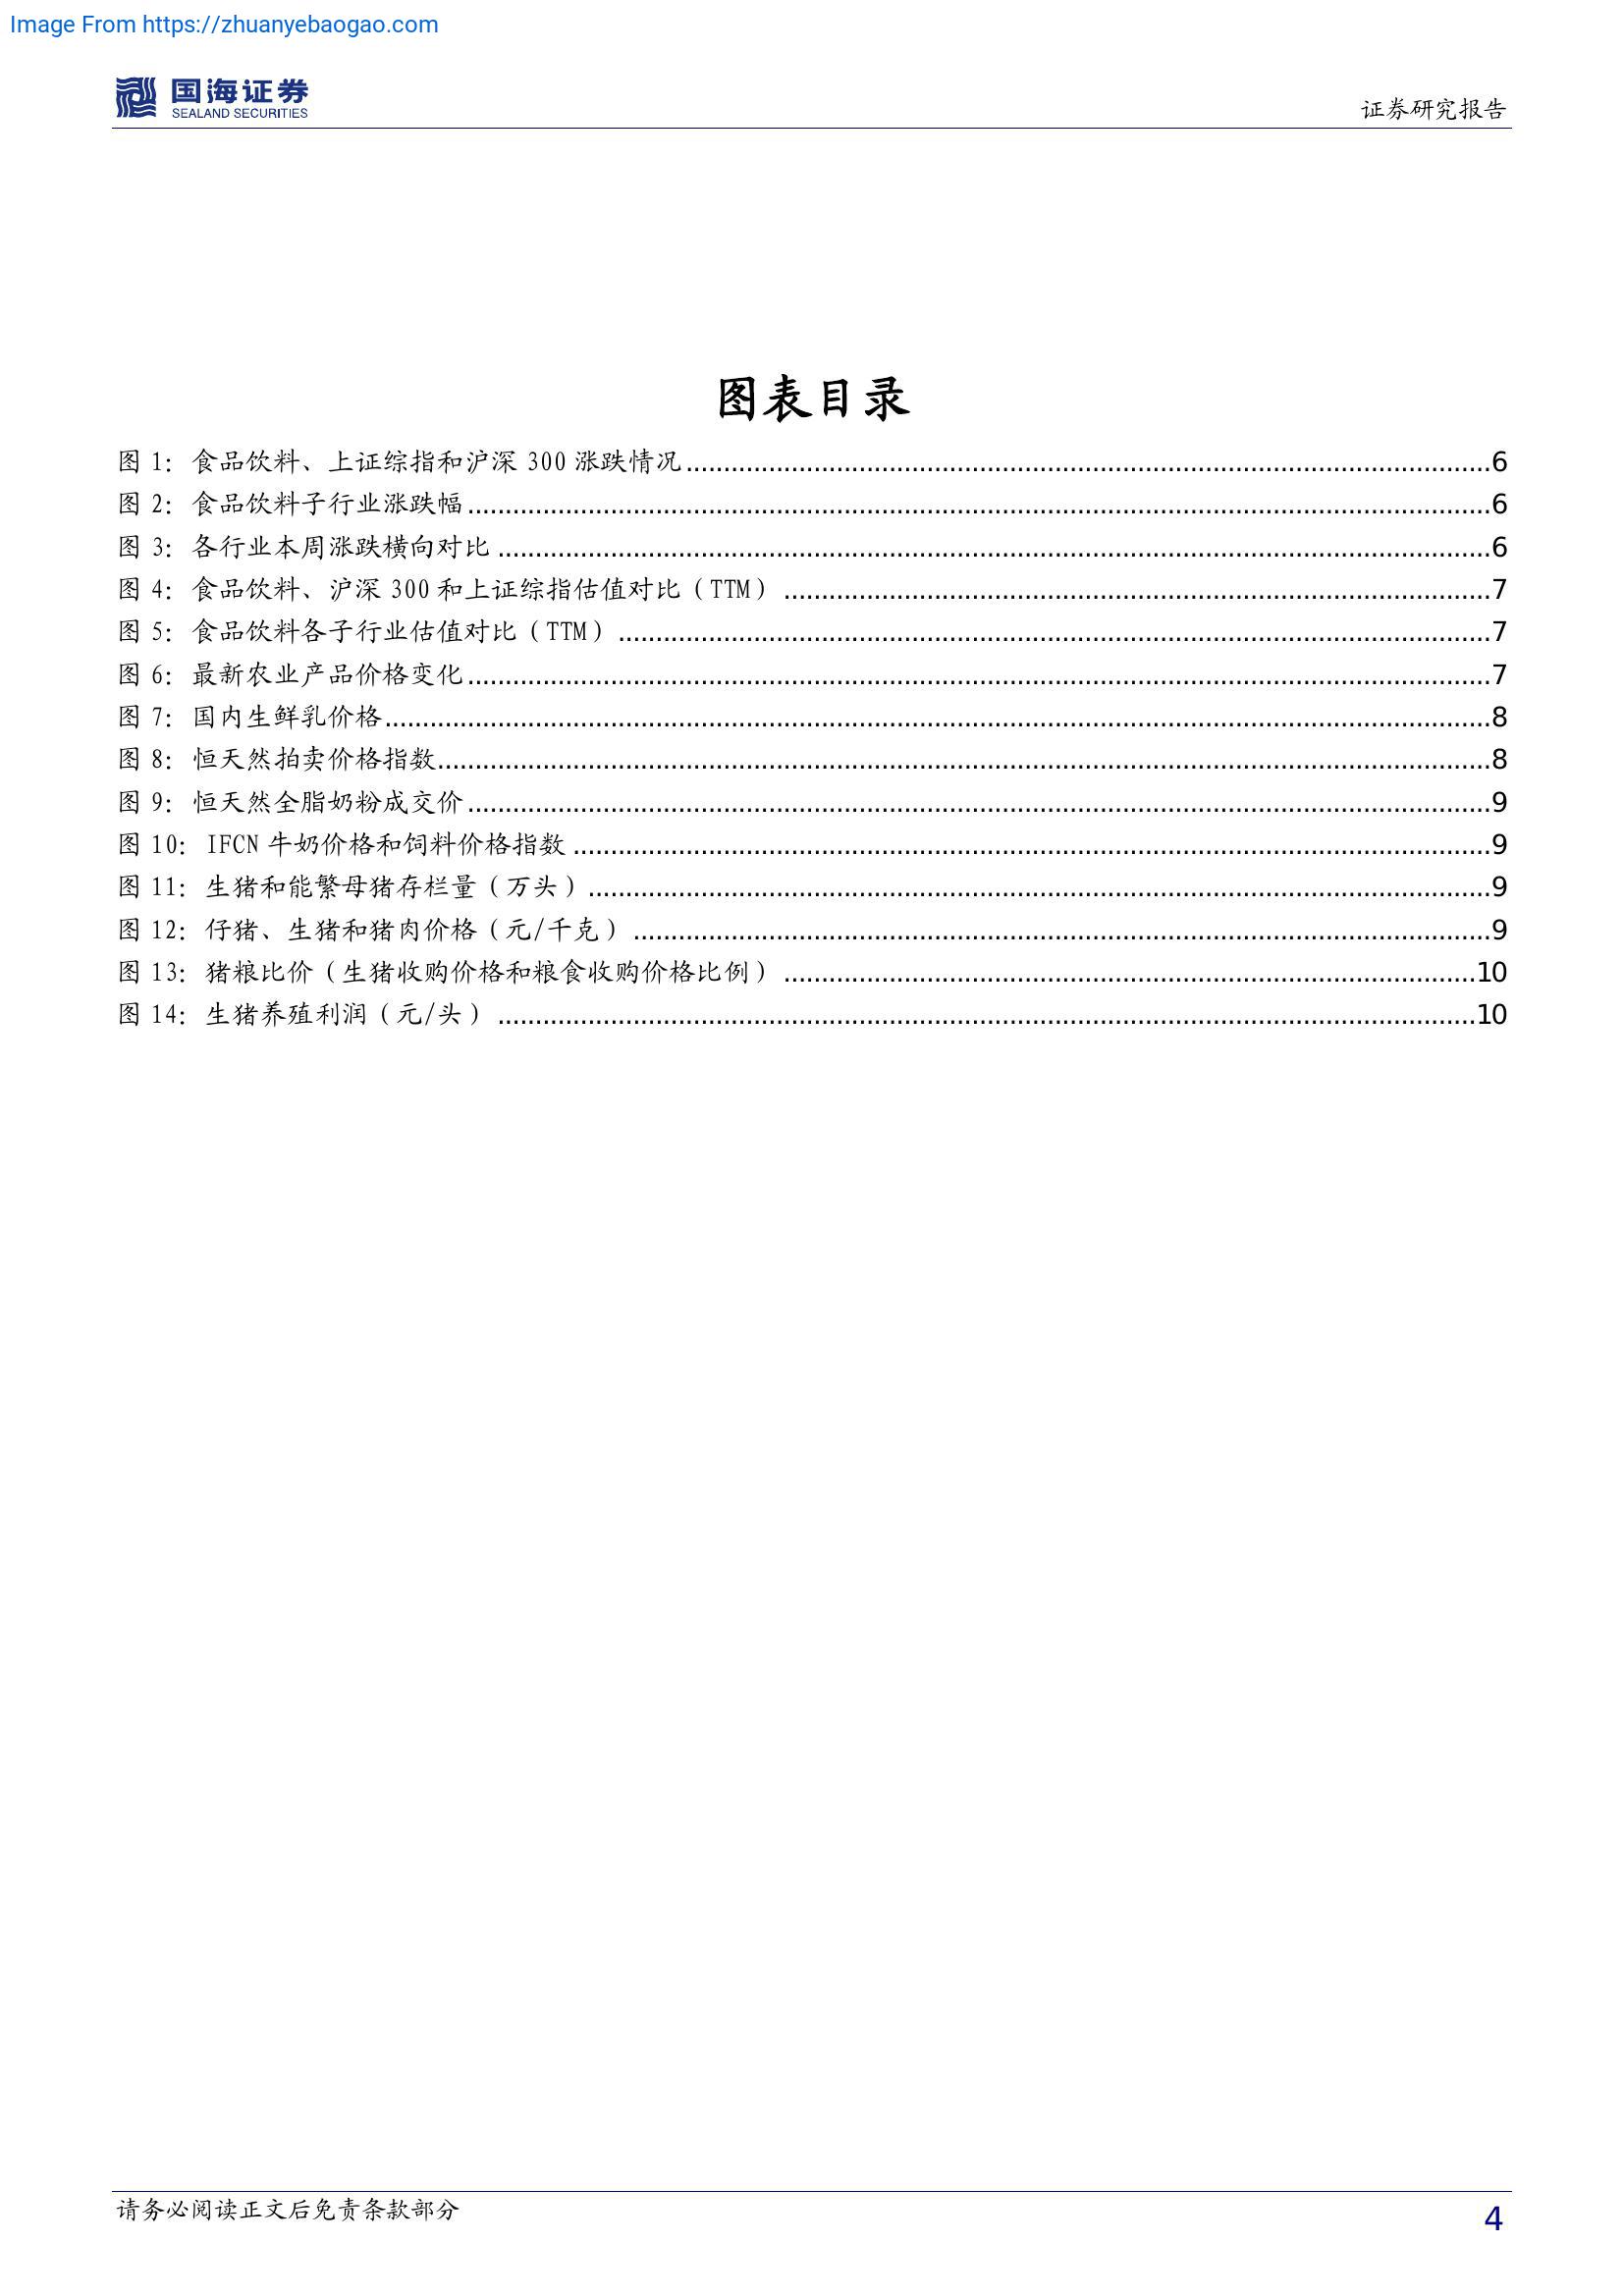 Image From https://zhuanyebaogao.com
国海证券
SEALAND SECURITIES
证券研究报告
图表目录
图 1：食品饮料、上证综指和沪深 300 涨跌情况........................................6
图 2：食品饮料子行业涨跌幅........................................6
图 3：各行业本周涨跌横向对比........................................6
图 4：食品饮料、沪深 300 和上证综指估值对比（TTM）........................................7
图 5：食品饮料各子行业估值对比（TTM）........................................7
图 6：最新农业产品价格变化........................................7
图 7：国内生鲜乳价格........................................8
图 8：恒天然拍卖价格指数........................................8
图 9：恒天然全脂奶粉成交价........................................9
图 10：IFCN 牛奶价格和饲料价格指数........................................9
图 11：生猪和能繁母猪存栏量（万头）........................................9
图 12：仔猪、生猪和猪肉价格（元/千克）........................................9
图 13：猪粮比价（生猪收购价格和粮食收购价格比例）........................................10
图 14：生猪养殖利润（元/头）........................................10
请务必阅读正文后免责条款部分
4